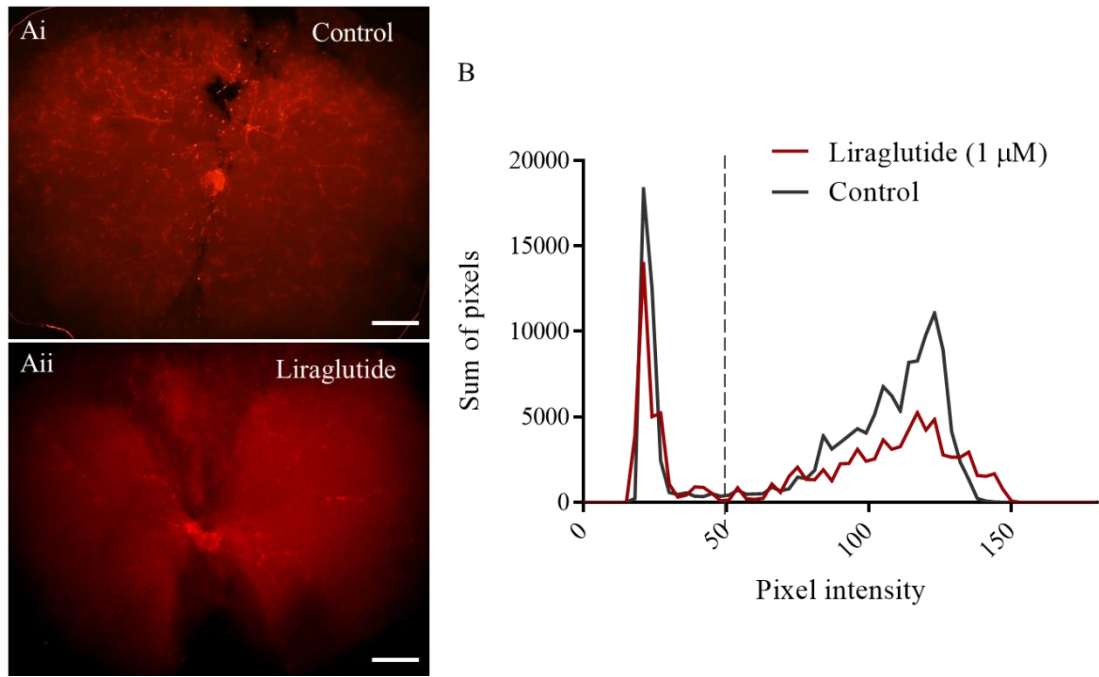 Ai
Control
Aii
Liraglutide
B
Liraglutide (1 μM)
Control
20000
15000
10000
5000
0
Sum of pixels
0
50
100
150
Pixel intensity